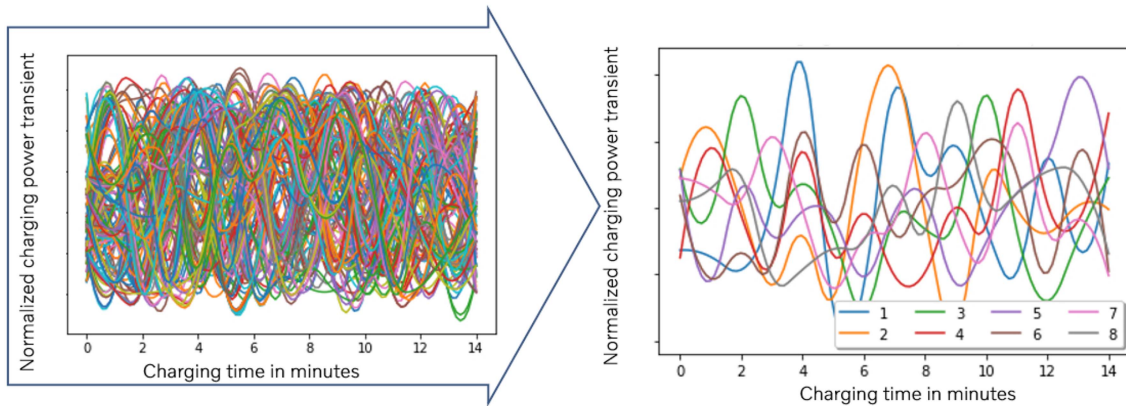 Normalized charging power transient
0 2 4 6 8 10 12 14
Charging time in minutes
Normalized charging power transient
1 3 5 7
2 4 6 8
0 2 4 6 8 10 12 14
Charging time in minutes